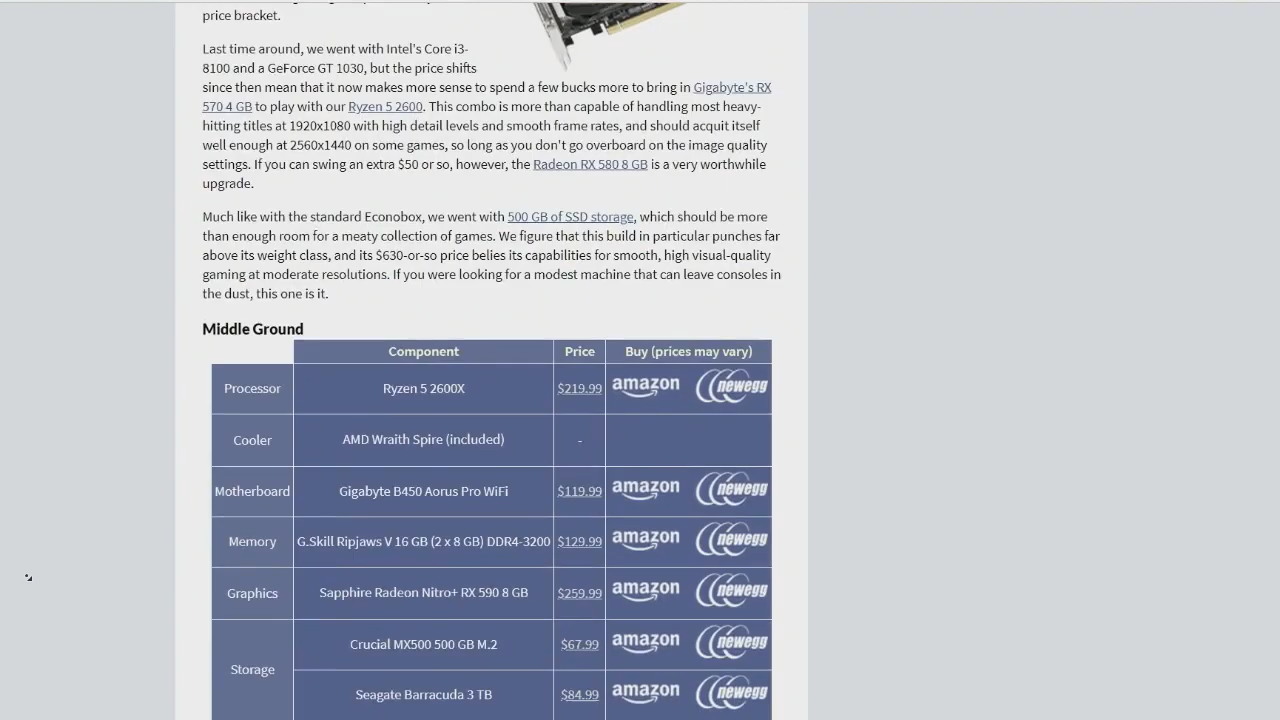 price bracket.
Last time around, we went with Intel's Core i3-
8100 and a GeForce GT 1030, but the price shifts
since then mean that it now makes more sense to spend a few bucks more to bring in Gigabyte's RX
570 4 GB to play with our Ryzen 5 2600. This combo is more than capable of handling most heavy-
hitting titles at 1920x1080 with high detail levels and smooth frame rates, and should acquit itself
well enough at 2560x1440 on some games, so long as you don't go overboard on the image quality
settings. If you can swing an extra $50 or so, however, the Radeon RX 580 8 GB is a very worthwhile
upgrade.
Much like with the standard Econobox, we went with 500 GB of SSD storage, which should be more
than enough room for a meaty collection of games. We figure that this build in particular punches far
above its weight class, and its $630-or-so price belies its capabilities for smooth, high visual-quality
gaming at moderate resolutions. If you were looking for a modest machine that can leave consoles in
the dust, this one is it.
Middle Ground
Component Price Buy (prices may vary)
Processor Ryzen 5 2600X $219.99 amazon newegg
Cooler AMD Wraith Spire (included) -
Motherboard Gigabyte B450 Aorus Pro WiFi $119.99 amazon newegg
Memory G.Skill Ripjaws V 16 GB (2 x 8 GB) DDR4-3200 $129.99 amazon newegg
Graphics Sapphire Radeon Nitro+ RX 590 8 GB $259.99 amazon newegg
Storage Crucial MX500 500 GB M.2 $67.99 amazon newegg
Seagate Barracuda 3 TB $84.99 amazon newegg